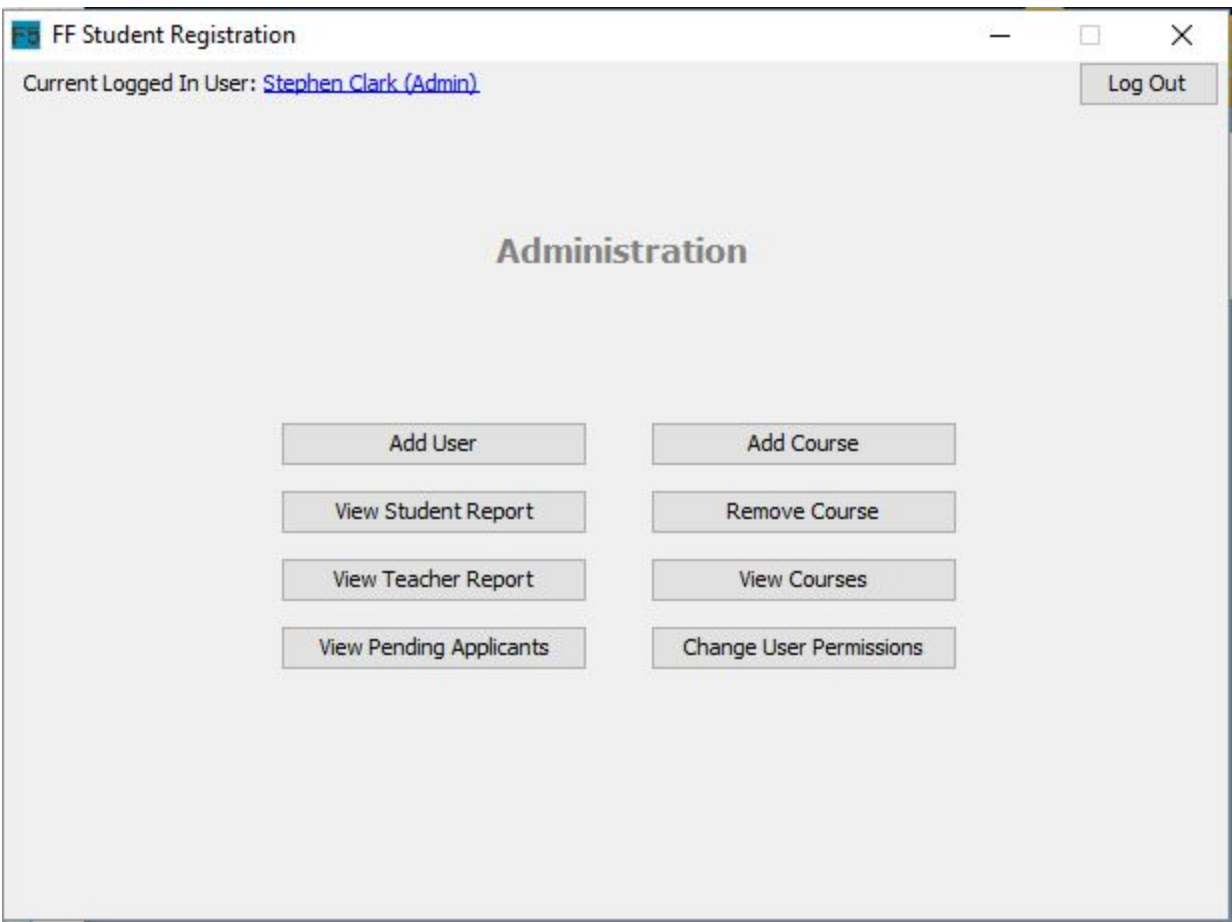 F5 FF Student Registration
Current Logged In User: Stephen Clark (Admin) Log Out
Administration
Add User Add Course
View Student Report Remove Course
View Teacher Report View Courses
View Pending Applicants Change User Permissions